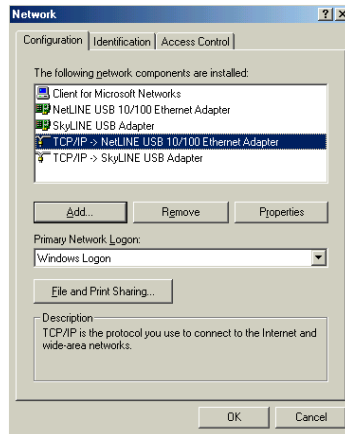 Network
Configuration Identification Access Control
The following network components are installed:
Client for Microsoft Networks
NetLINE USB 10/100 Ethernet Adapter
SkyLINE USB Adapter
TCP/IP -> NetLINE USB 10/100 Ethernet Adapter
TCP/IP -> SkyLINE USB Adapter
Add... Remove Properties
Primary Network Logon:
Windows Logon
File and Print Sharing...
Description
TCP/IP is the protocol you use to connect to the Internet and
wide-area networks.
OK Cancel